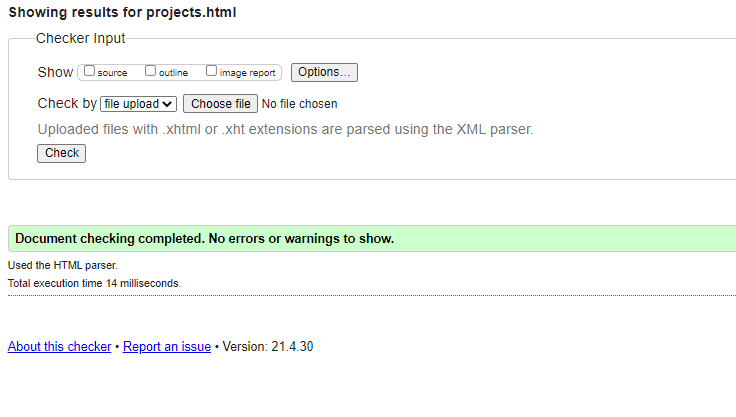 Showing results for projects.html
Checker Input
Show source outline image report Options...
Check by file upload Choose file No file chosen
Uploaded files with .xhtml or .xht extensions are parsed using the XML parser.
Check
Document checking completed. No errors or warnings to show.
Used the HTML parser.
Total execution time 14 milliseconds.
About this checker • Report an issue • Version: 21.4.30